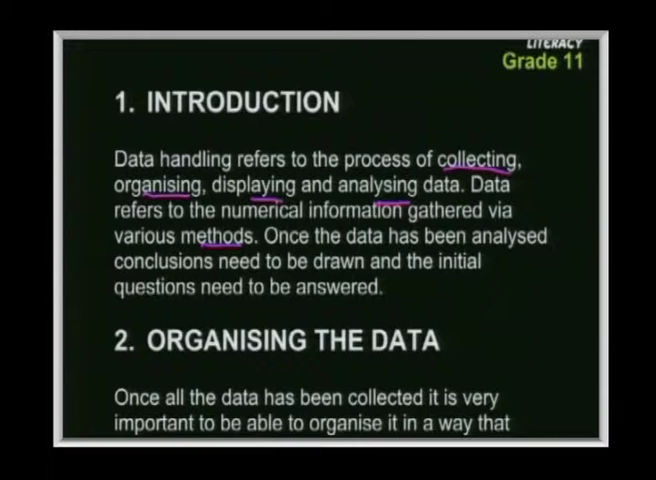 LITERACY
Grade 11
1. INTRODUCTION
Data handling refers to the process of collecting,
organising, displaying and analysing data. Data
refers to the numerical information gathered via
various methods. Once the data has been analysed
conclusions need to be drawn and the initial
questions need to be answered.
2. ORGANISING THE DATA
Once all the data has been collected it is very
important to be able to organise it in a way that